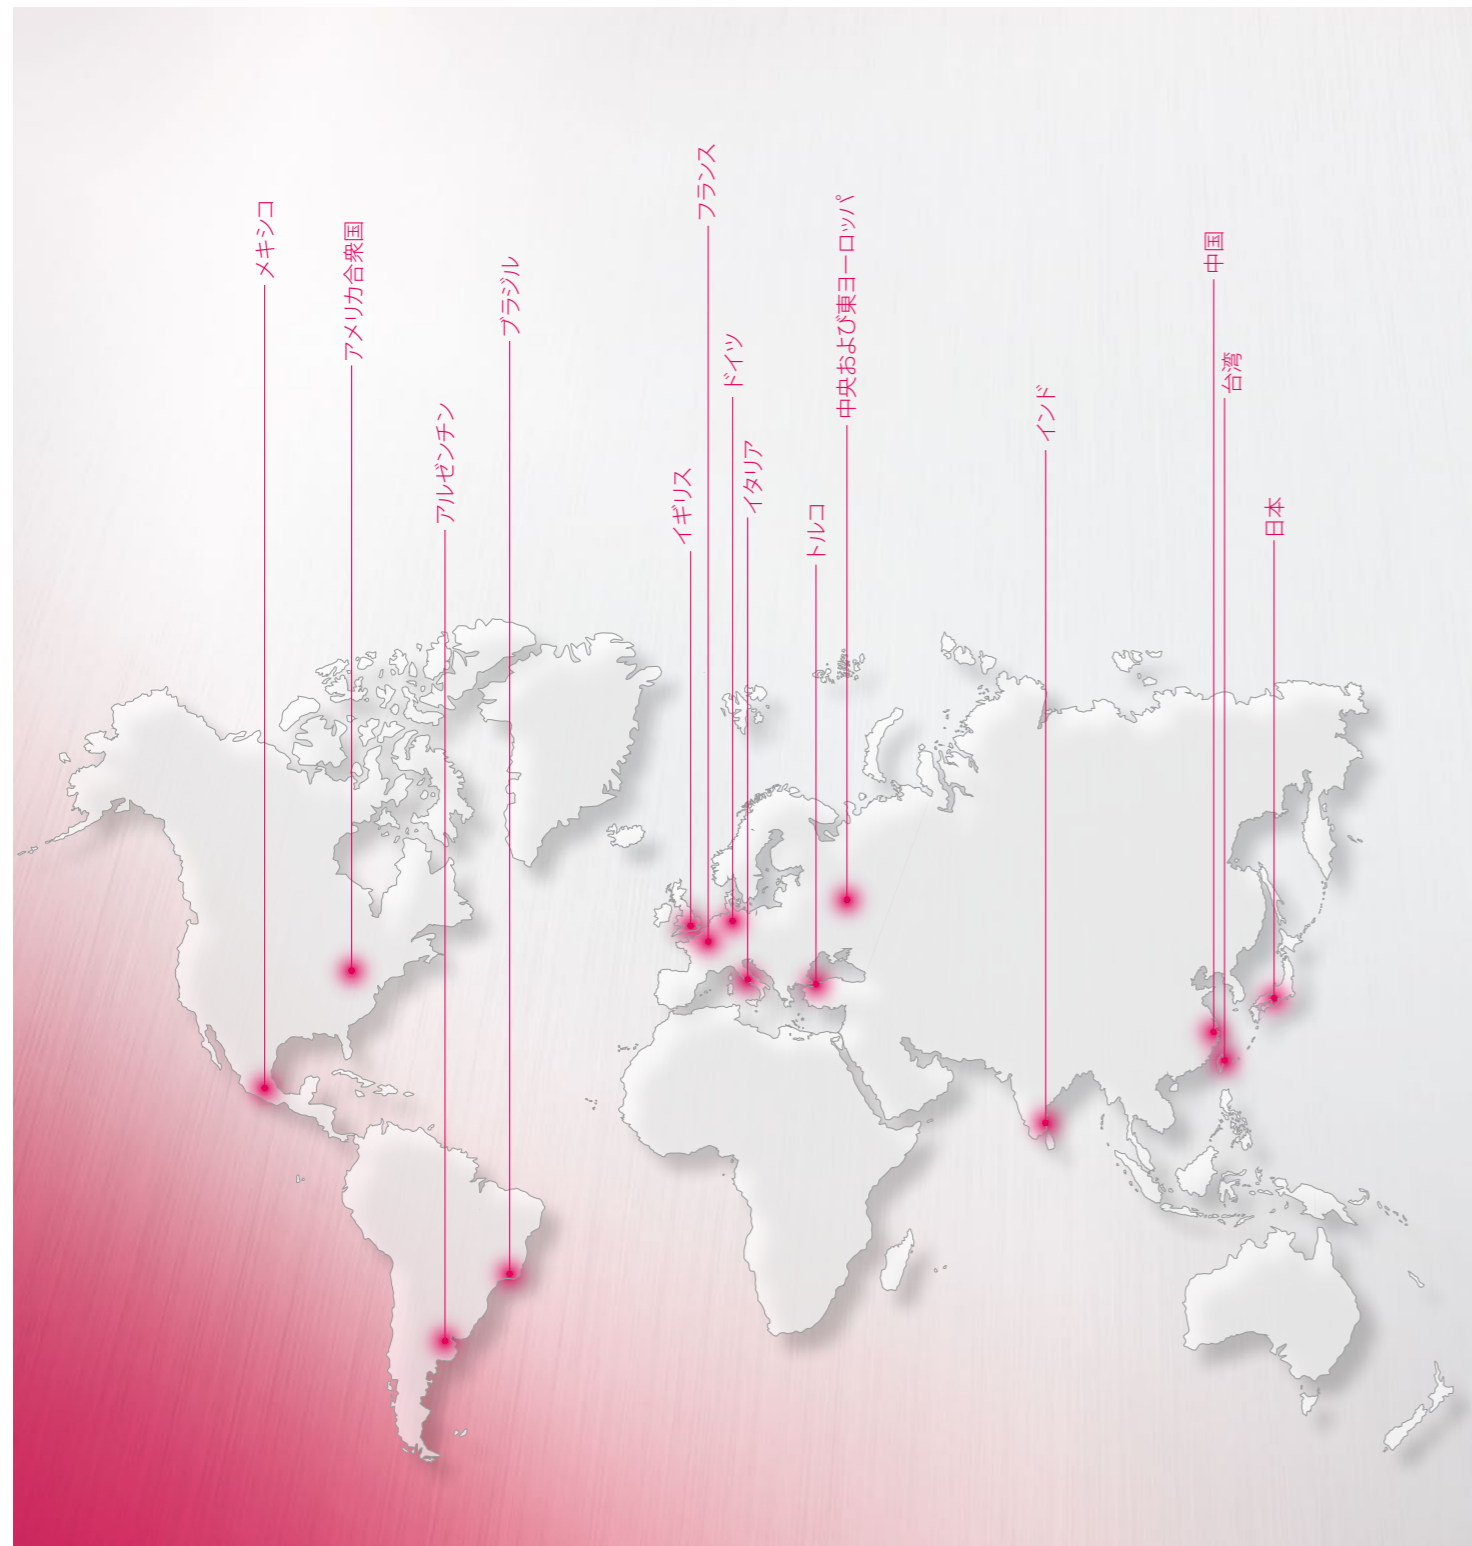 メキシコ
アメリカ合衆国
アルゼンチン
ブラジル
イギリス
フランス
ドイツ
イタリア
トルコ
中央および東ヨーロッパ
インド
中国
台湾
日本